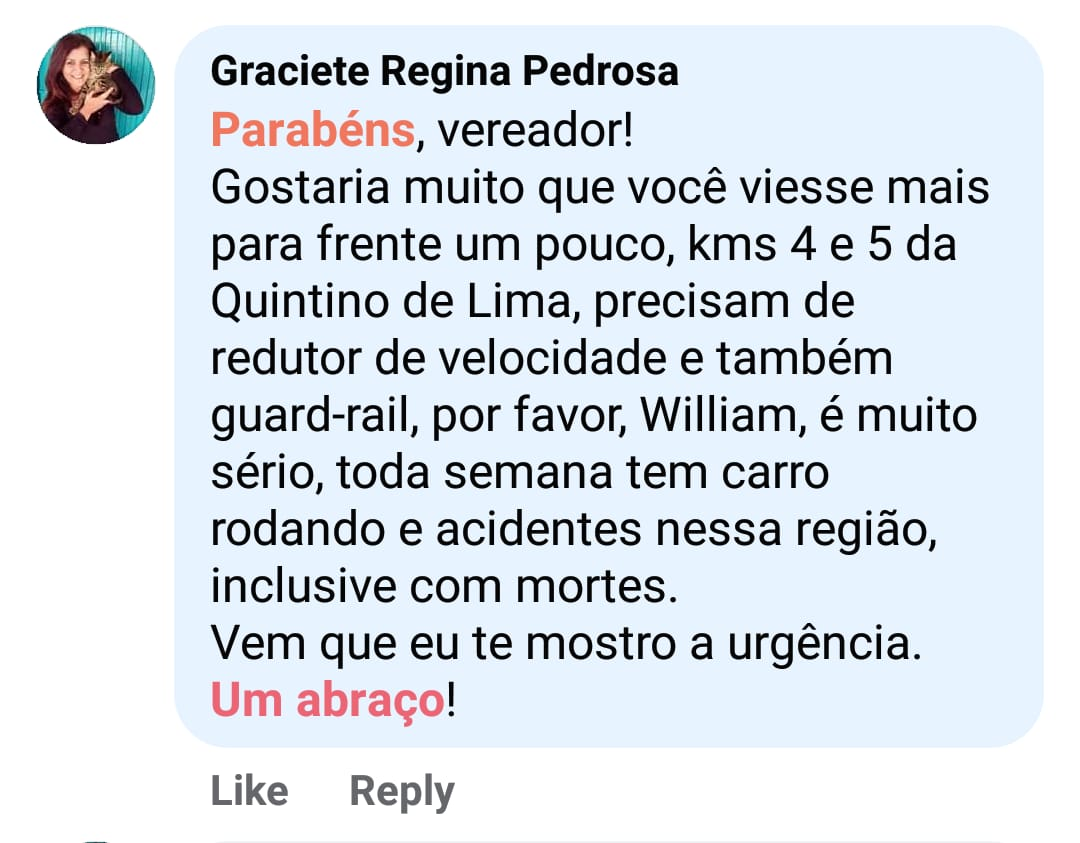 Graciete Regina Pedrosa
Parabéns, vereador!
Gostaria muito que você viesse mais
para frente um pouco, kms 4 e 5 da
Quintino de Lima, precisam de
redutor de velocidade e também
guard-rail, por favor, William, é muito
sério, toda semana tem carro
rodando e acidentes nessa região,
inclusive com mortes.
Vem que eu te mostro a urgência.
Um abraço!
Like Reply